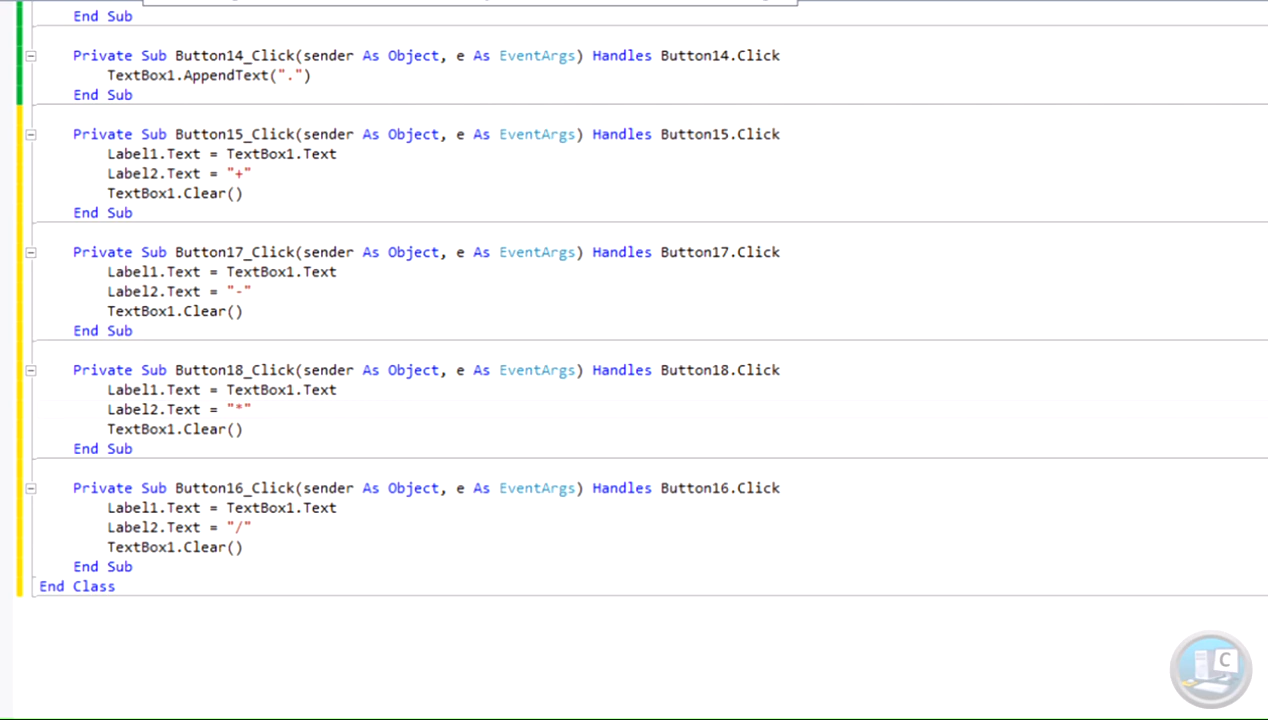 End Sub
Private Sub Button14_Click(sender As Object, e As EventArgs) Handles Button14.Click
TextBox1.AppendText(".")
End Sub
Private Sub Button15_Click(sender As Object, e As EventArgs) Handles Button15.Click
Label1.Text = TextBox1.Text
Label2.Text = "+"
TextBox1.Clear()
End Sub
Private Sub Button17_Click(sender As Object, e As EventArgs) Handles Button17.Click
Label1.Text = TextBox1.Text
Label2.Text = "-"
TextBox1.Clear()
End Sub
Private Sub Button18_Click(sender As Object, e As EventArgs) Handles Button18.Click
Label1.Text = TextBox1.Text
Label2.Text = "*"
TextBox1.Clear()
End Sub
Private Sub Button16_Click(sender As Object, e As EventArgs) Handles Button16.Click
Label1.Text = TextBox1.Text
Label2.Text = "/"
TextBox1.Clear()
End Sub
End Class
C